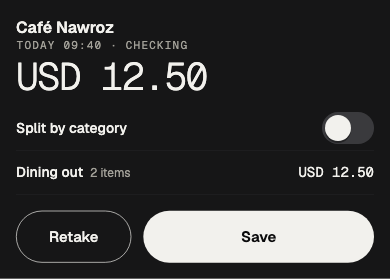 Café Nawroz
TODAY 09:40 · CHECKING
USD 12.50
Split by category
Dining out 2 items USD 12.50
Retake Save